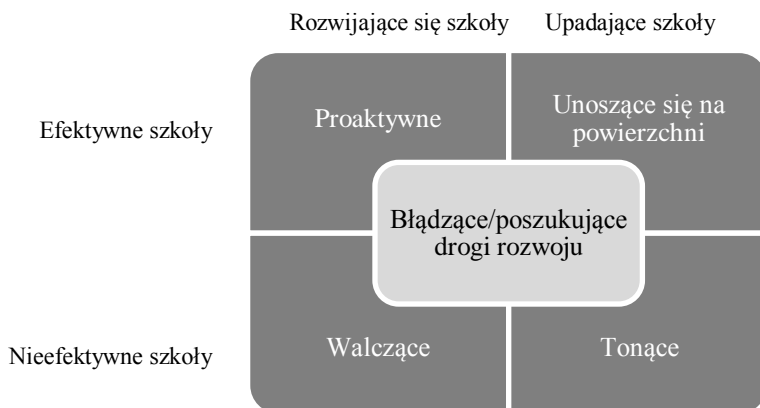 Rozwijające się szkoły
Upadające szkoły
Efektywne szkoły
Proaktywne
Unoszące się na
powierzchni
Błądzące/poszukujące
drogi rozwoju
Nieefektywne szkoły
Walczące
Tonące